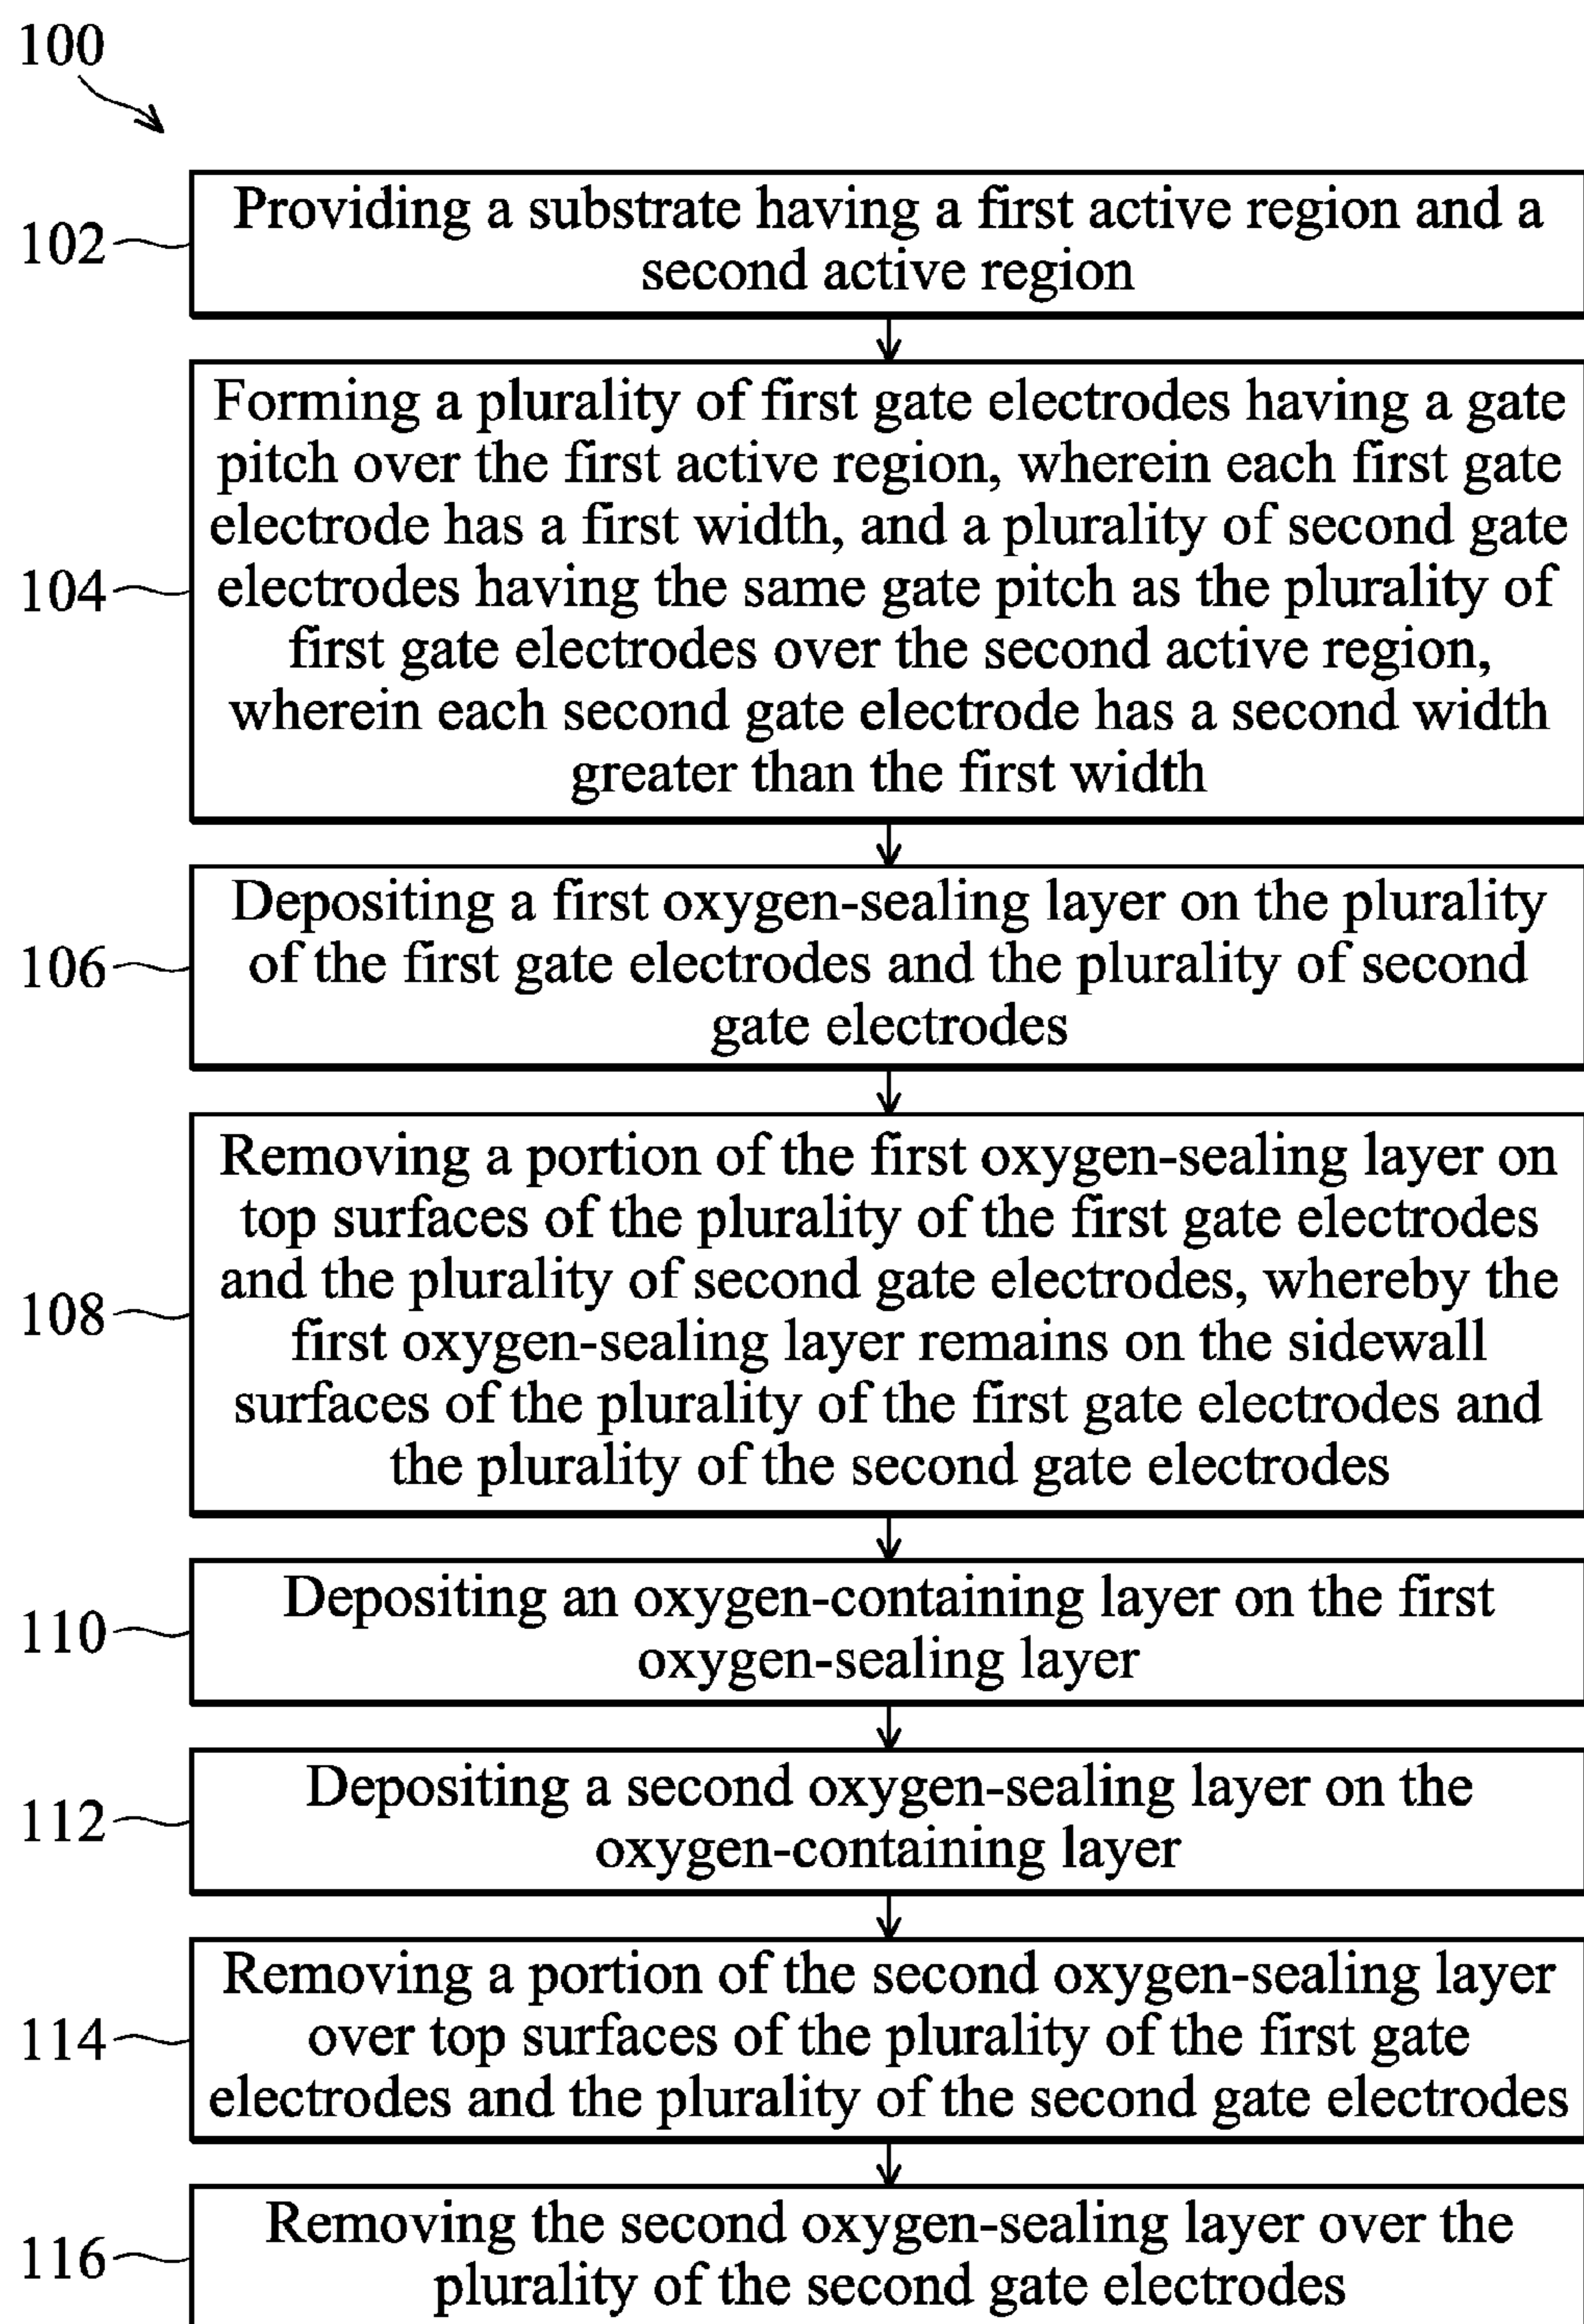 100
102
Providing a substrate having a first active region and a
second active region
104
Forming a plurality of first gate electrodes having a gate
pitch over the first active region, wherein each first gate
electrode has a first width, and a plurality of second gate
electrodes having the same gate pitch as the plurality of
first gate electrodes over the second active region,
wherein each second gate electrode has a second width
greater than the first width
106
Depositing a first oxygen-sealing layer on the plurality
of the first gate electrodes and the plurality of second
gate electrodes
108
Removing a portion of the first oxygen-sealing layer on
top surfaces of the plurality of the first gate electrodes
and the plurality of second gate electrodes, whereby the
first oxygen-sealing layer remains on the sidewall
surfaces of the plurality of the first gate electrodes and
the plurality of the second gate electrodes
110
Depositing an oxygen-containing layer on the first
oxygen-sealing layer
112
Depositing a second oxygen-sealing layer on the
oxygen-containing layer
114
Removing a portion of the second oxygen-sealing layer
over top surfaces of the plurality of the first gate
electrodes and the plurality of the second gate electrodes
116
Removing the second oxygen-sealing layer over the
plurality of the second gate electrodes